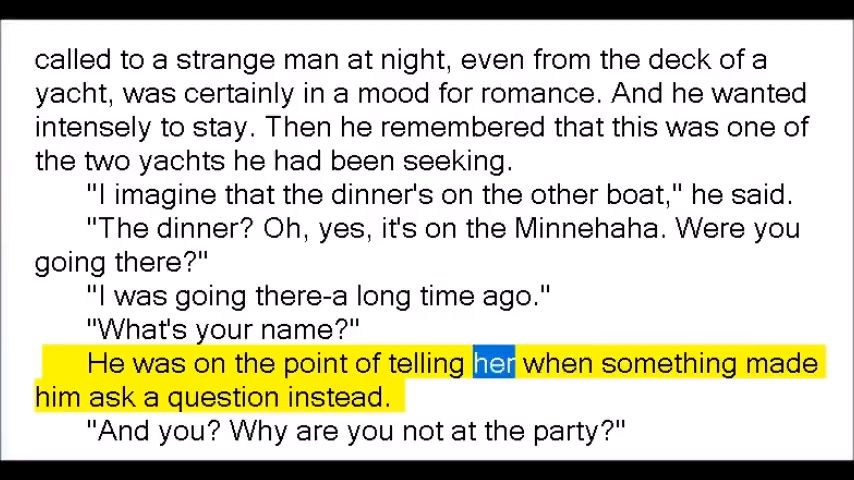 called to a strange man at night, even from the deck of a
yacht, was certainly in a mood for romance. And he wanted
intensely to stay. Then he remembered that this was one of
the two yachts he had been seeking.
"I imagine that the dinner's on the other boat," he said.
"The dinner? Oh, yes, it's on the Minnehaha. Were you
going there?"
"I was going there-a long time ago."
"What's your name?"
He was on the point of telling her when something made
him ask a question instead.
"And you? Why are you not at the party?"